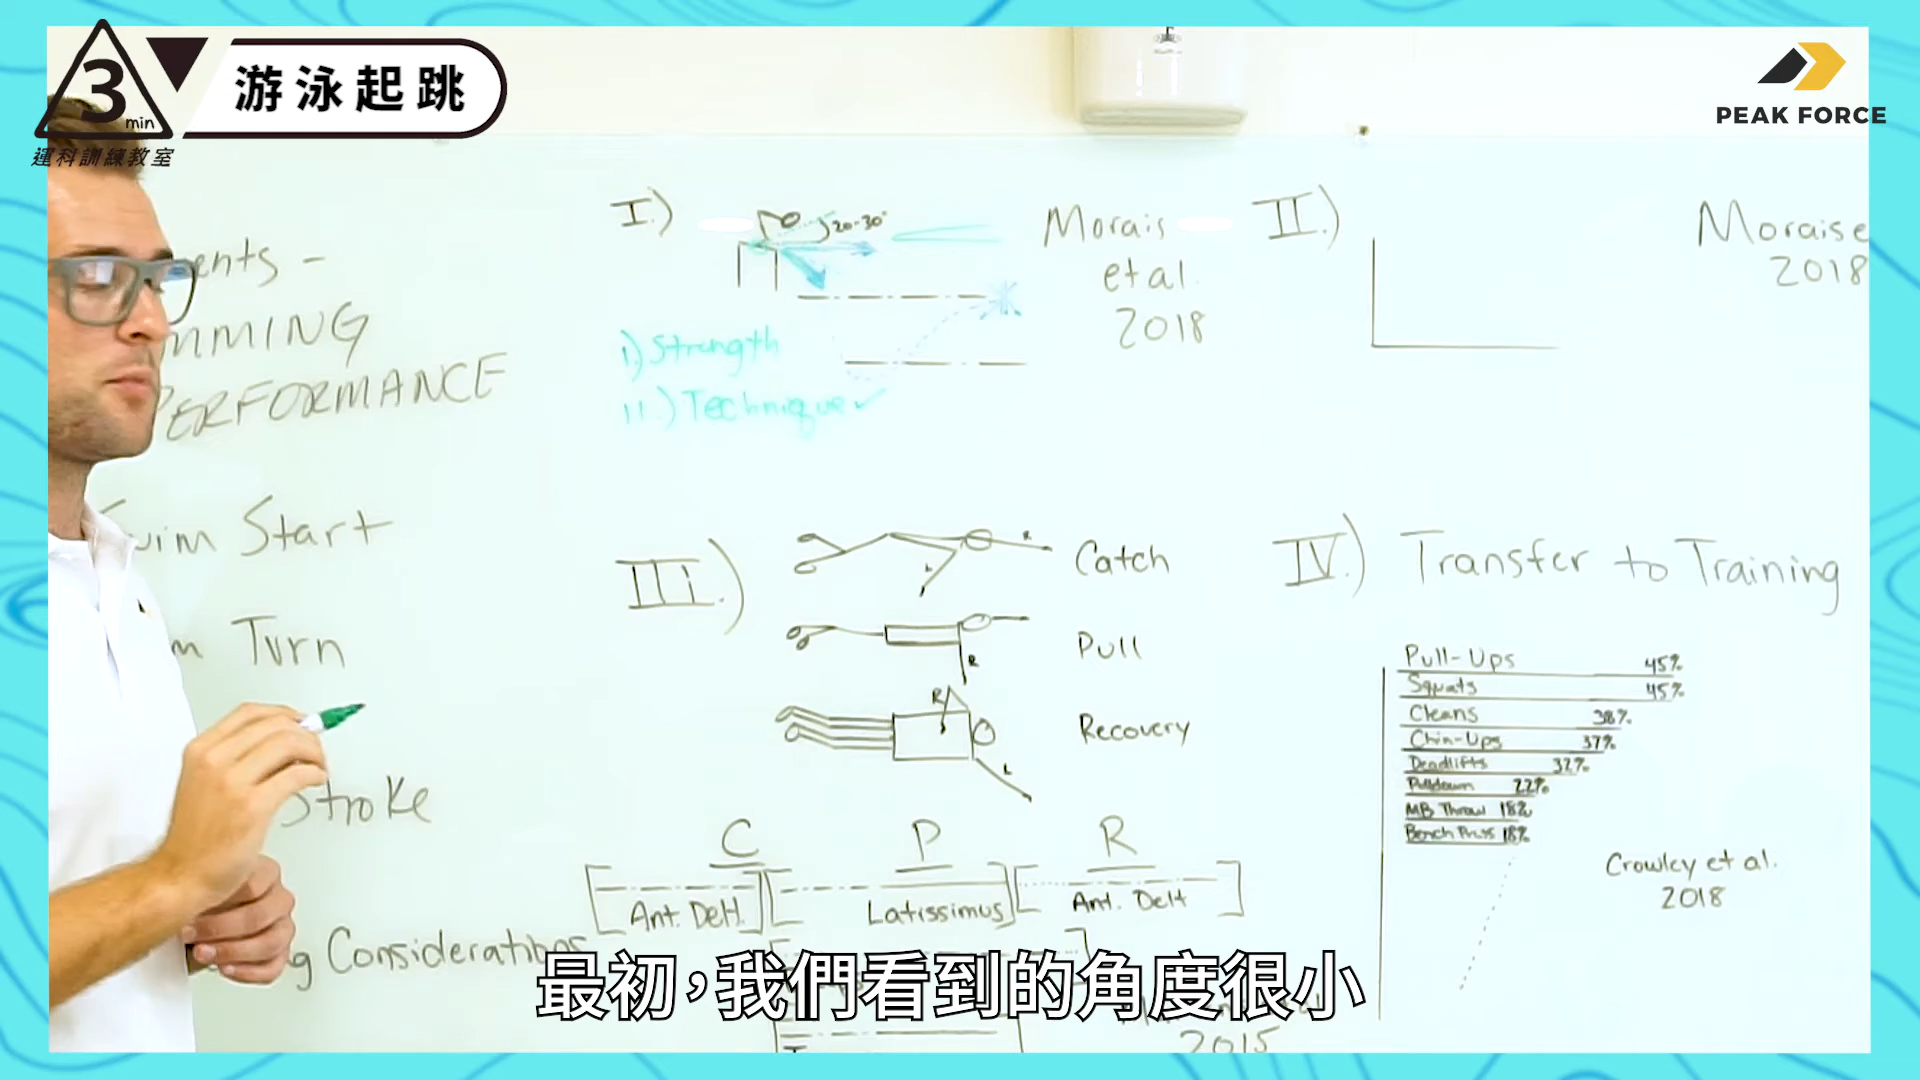 3
min
運科訓練教室
游泳起跳
PEAK FORCE
ents -
MMING
PERFORMANCE
Swim Start
m Turn
Stroke
g Considerations
I.)
20-30°
Morais
et al.
2018
i) Strength
ii.) Technique ✓
II.)
Moraise
2018
III.)
R
L
Catch
R
Pull
R
L
Recovery
C P R
Ant. Delt. Latissimus Ant. Delt
2015
IV.) Transfer to Training
Pull-Ups 45%
Squats 45%
Cleans 38%
Chin-Ups 37%
Deadlifts 32%
Pulldown 22%
MB Throw 18%
Bench Press 18%
Crowley et al.
2018
最初，我們看到的角度很小